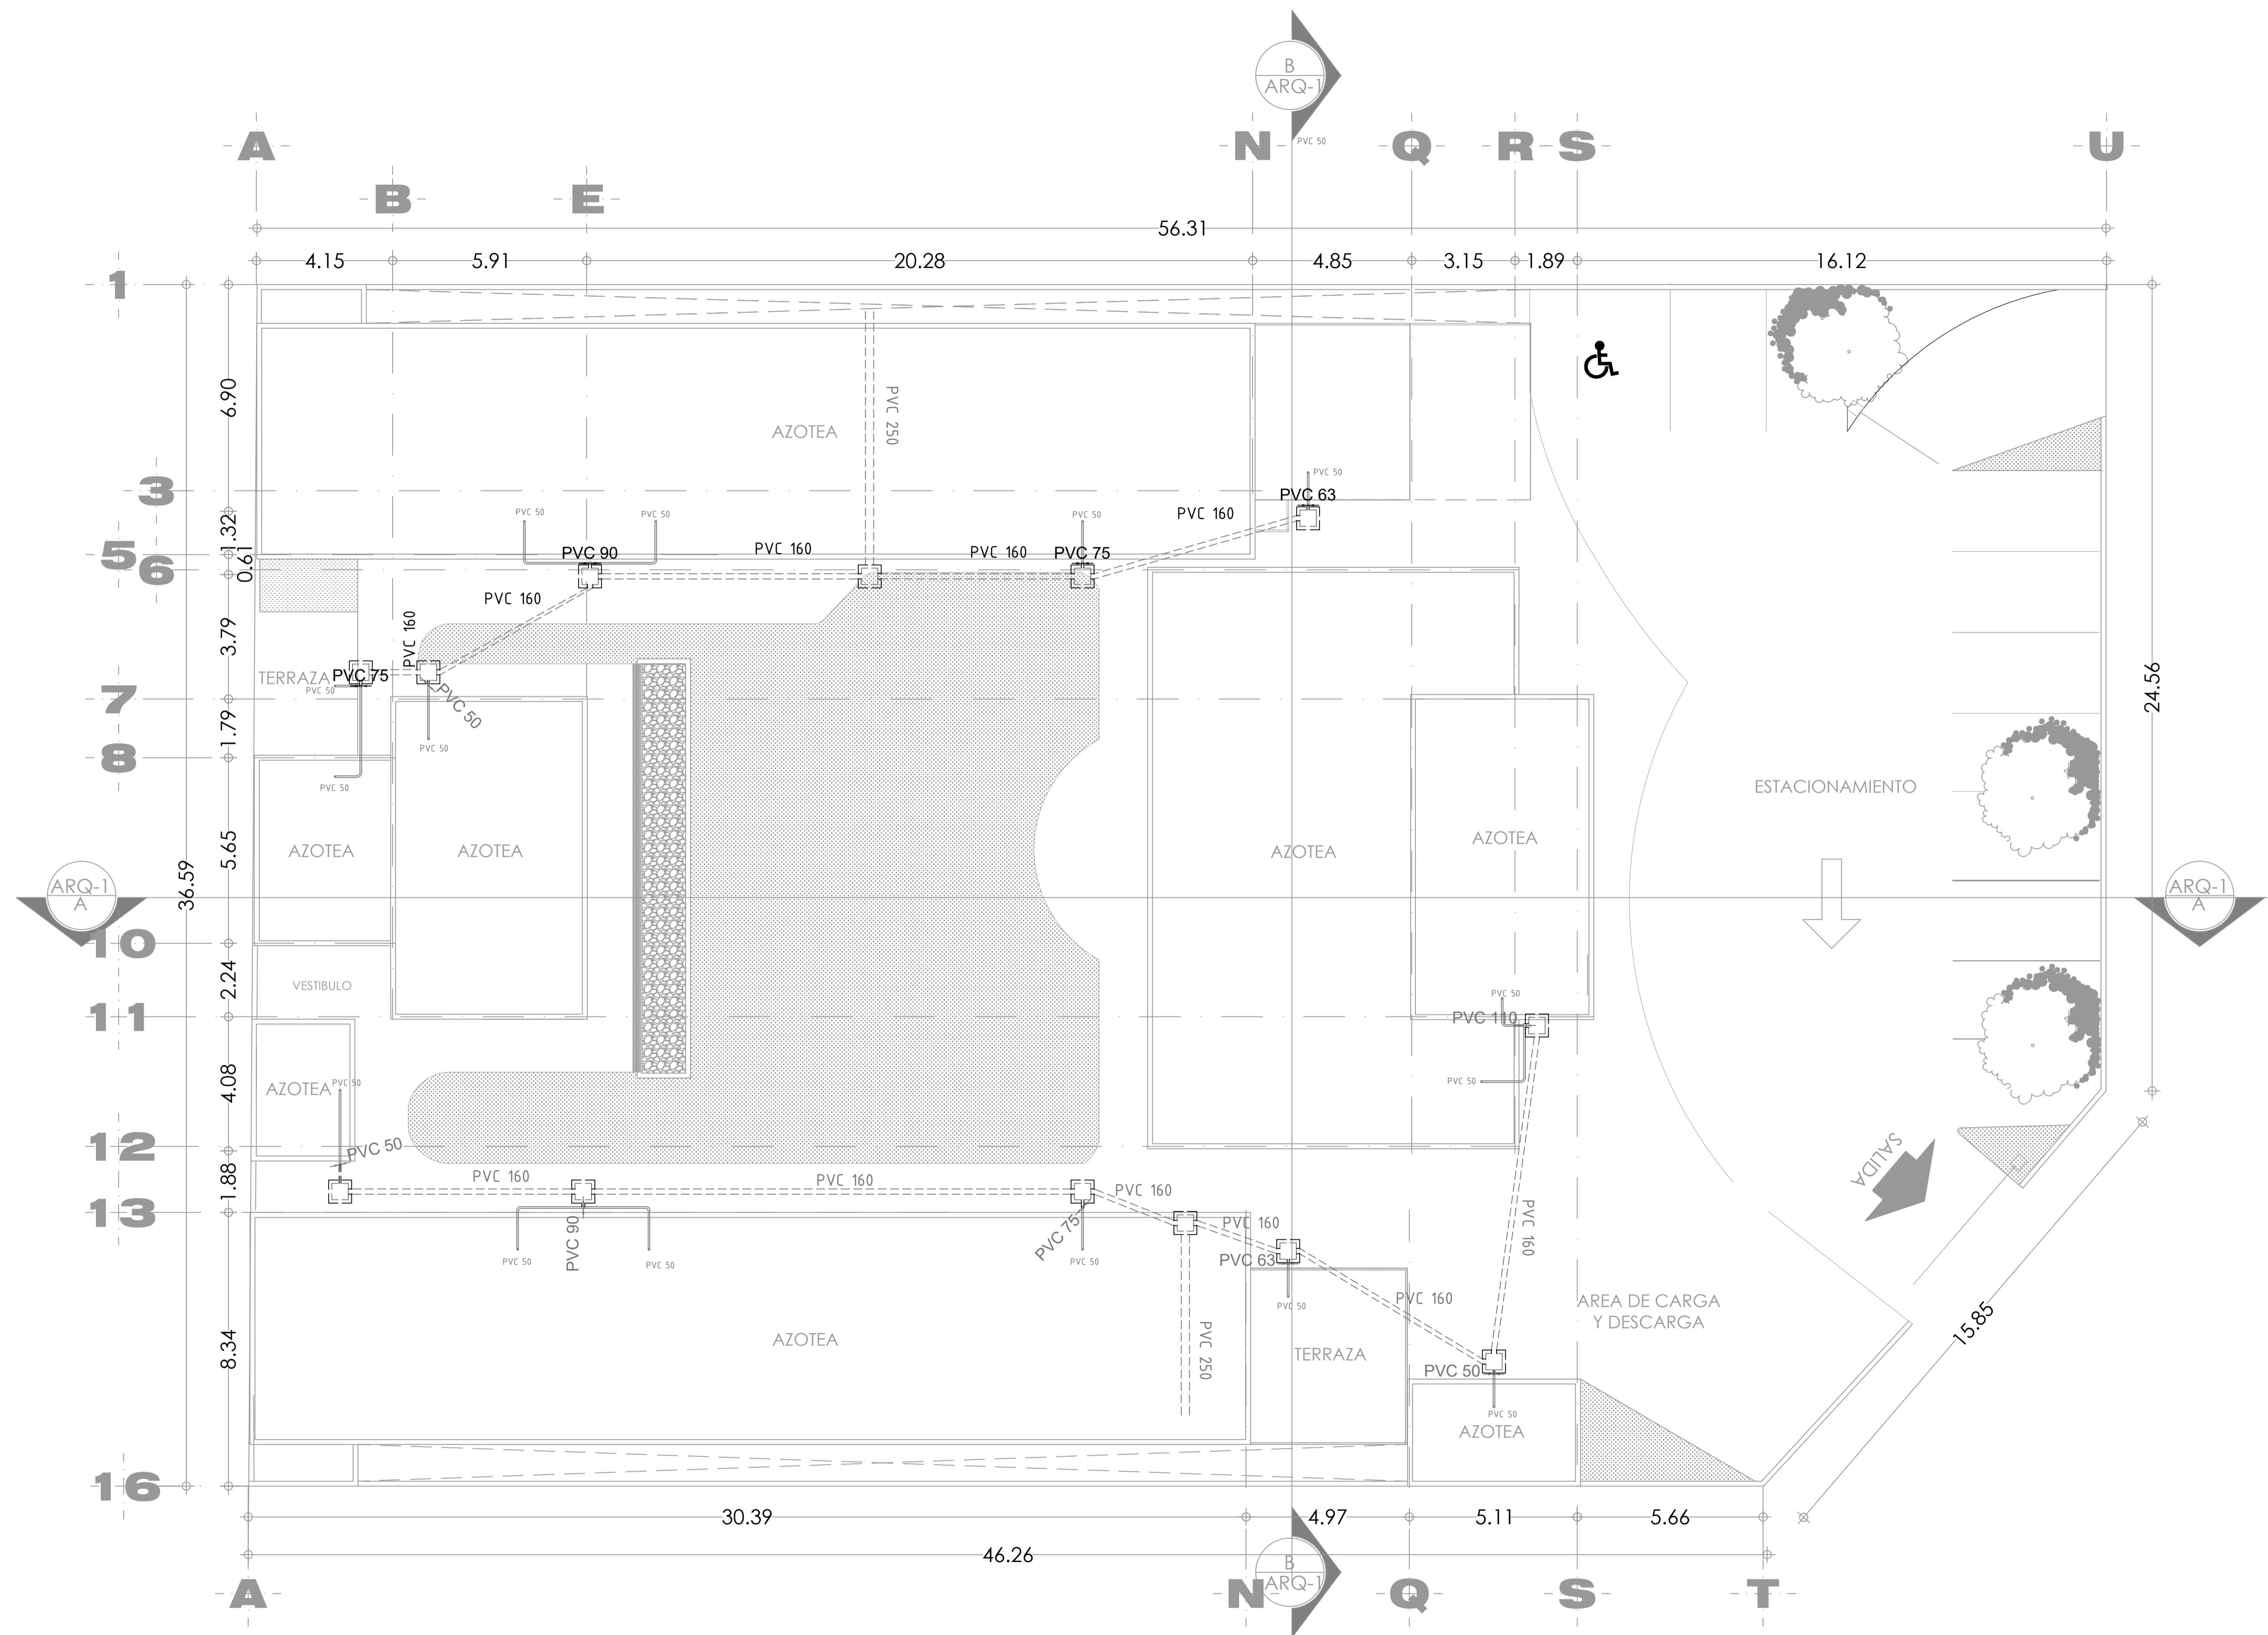 B
ARQ-1
PVC 50
A
N
Q
R
S
U
B
E
56.31
4.15
5.91
20.28
4.85
3.15
1.89
16.12
1
6.90
PVC 250
AZOTEA
3
PVC 50
PVC 63
PVC 160
1.32
PVC 50
PVC 50
PVC 50
5
6
0.61
PVC 90
PVC 160
PVC 160
PVC 75
PVC 160
PVC 160
3.79
TERRAZA
PVC 75
PVC 50
PVC 50
PVC 50
24.56
7
1.79
8
PVC 50
ESTACIONAMIENTO
5.65
AZOTEA
AZOTEA
AZOTEA
AZOTEA
36.59
ARQ-1
A
ARQ-1
A
10
2.24
VESTIBULO
PVC 50
11
PVC 110
4.08
AZOTEA
PVC 50
PVC 50
12
PVC 50
SALIDA
1.88
PVC 160
PVC 160
PVC 160
13
PVC 90
PVC 75
PVC 160
PVC 160
PVC 50
PVC 50
PVC 50
PVC 63
PVC 50
PVC 160
AREA DE CARGA
Y DESCARGA
15.85
8.34
AZOTEA
PVC 250
TERRAZA
PVC 50
PVC 50
AZOTEA
16
30.39
4.97
5.11
5.66
46.26
B
ARQ-1
A
N
Q
S
T